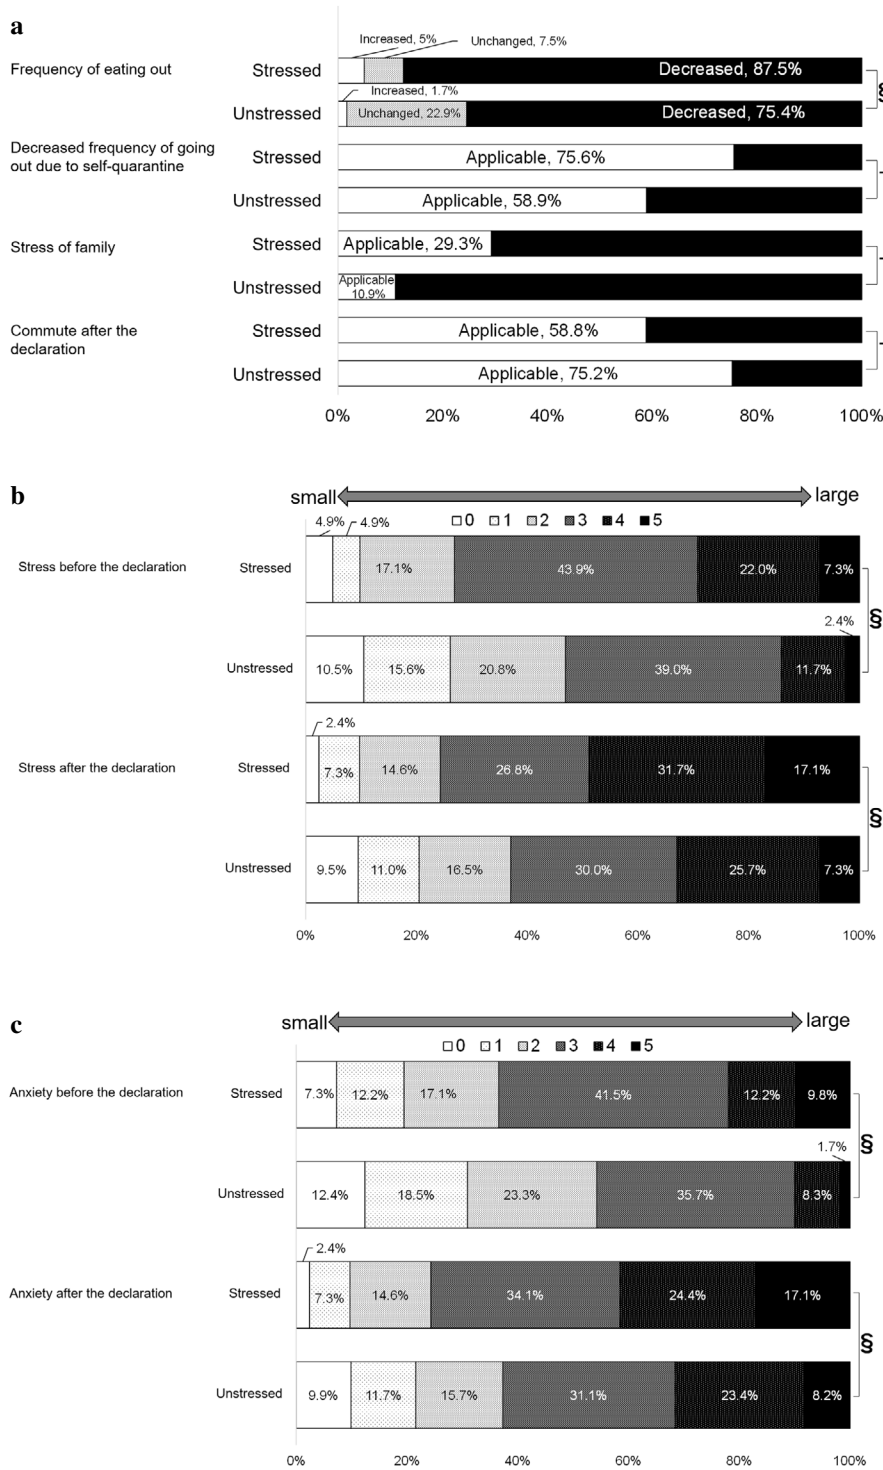 a
Increased, 5%
Unchanged, 7.5%
Frequency of eating out
Stressed
Decreased, 87.5%
§
Increased, 1.7%
Unstressed
Unchanged, 22.9%
Decreased, 75.4%
Decreased frequency of going
out due to self-quarantine
Stressed
Applicable, 75.6%
Unstressed
Applicable, 58.9%
Stress of family
Stressed
Applicable, 29.3%
Unstressed
Applicable
10.9%
Commute after the
declaration
Stressed
Applicable, 58.8%
Unstressed
Applicable, 75.2%
0% 20% 40% 60% 80% 100%
b
small large
0 1 2 3 4 5
4.9% 4.9%
Stress before the declaration
Stressed
17.1% 43.9% 22.0% 7.3%
§
2.4%
Unstressed
10.5% 15.6% 20.8% 39.0% 11.7%
2.4%
Stress after the declaration
Stressed
7.3% 14.6% 26.8% 31.7% 17.1%
§
Unstressed
9.5% 11.0% 16.5% 30.0% 25.7% 7.3%
0% 20% 40% 60% 80% 100%
c
small large
0 1 2 3 4 5
Anxiety before the declaration
Stressed
7.3% 12.2% 17.1% 41.5% 12.2% 9.8%
§
1.7%
Unstressed
12.4% 18.5% 23.3% 35.7% 8.3%
2.4%
Anxiety after the declaration
Stressed
7.3% 14.6% 34.1% 24.4% 17.1%
§
Unstressed
9.9% 11.7% 15.7% 31.1% 23.4% 8.2%
0% 20% 40% 60% 80% 100%